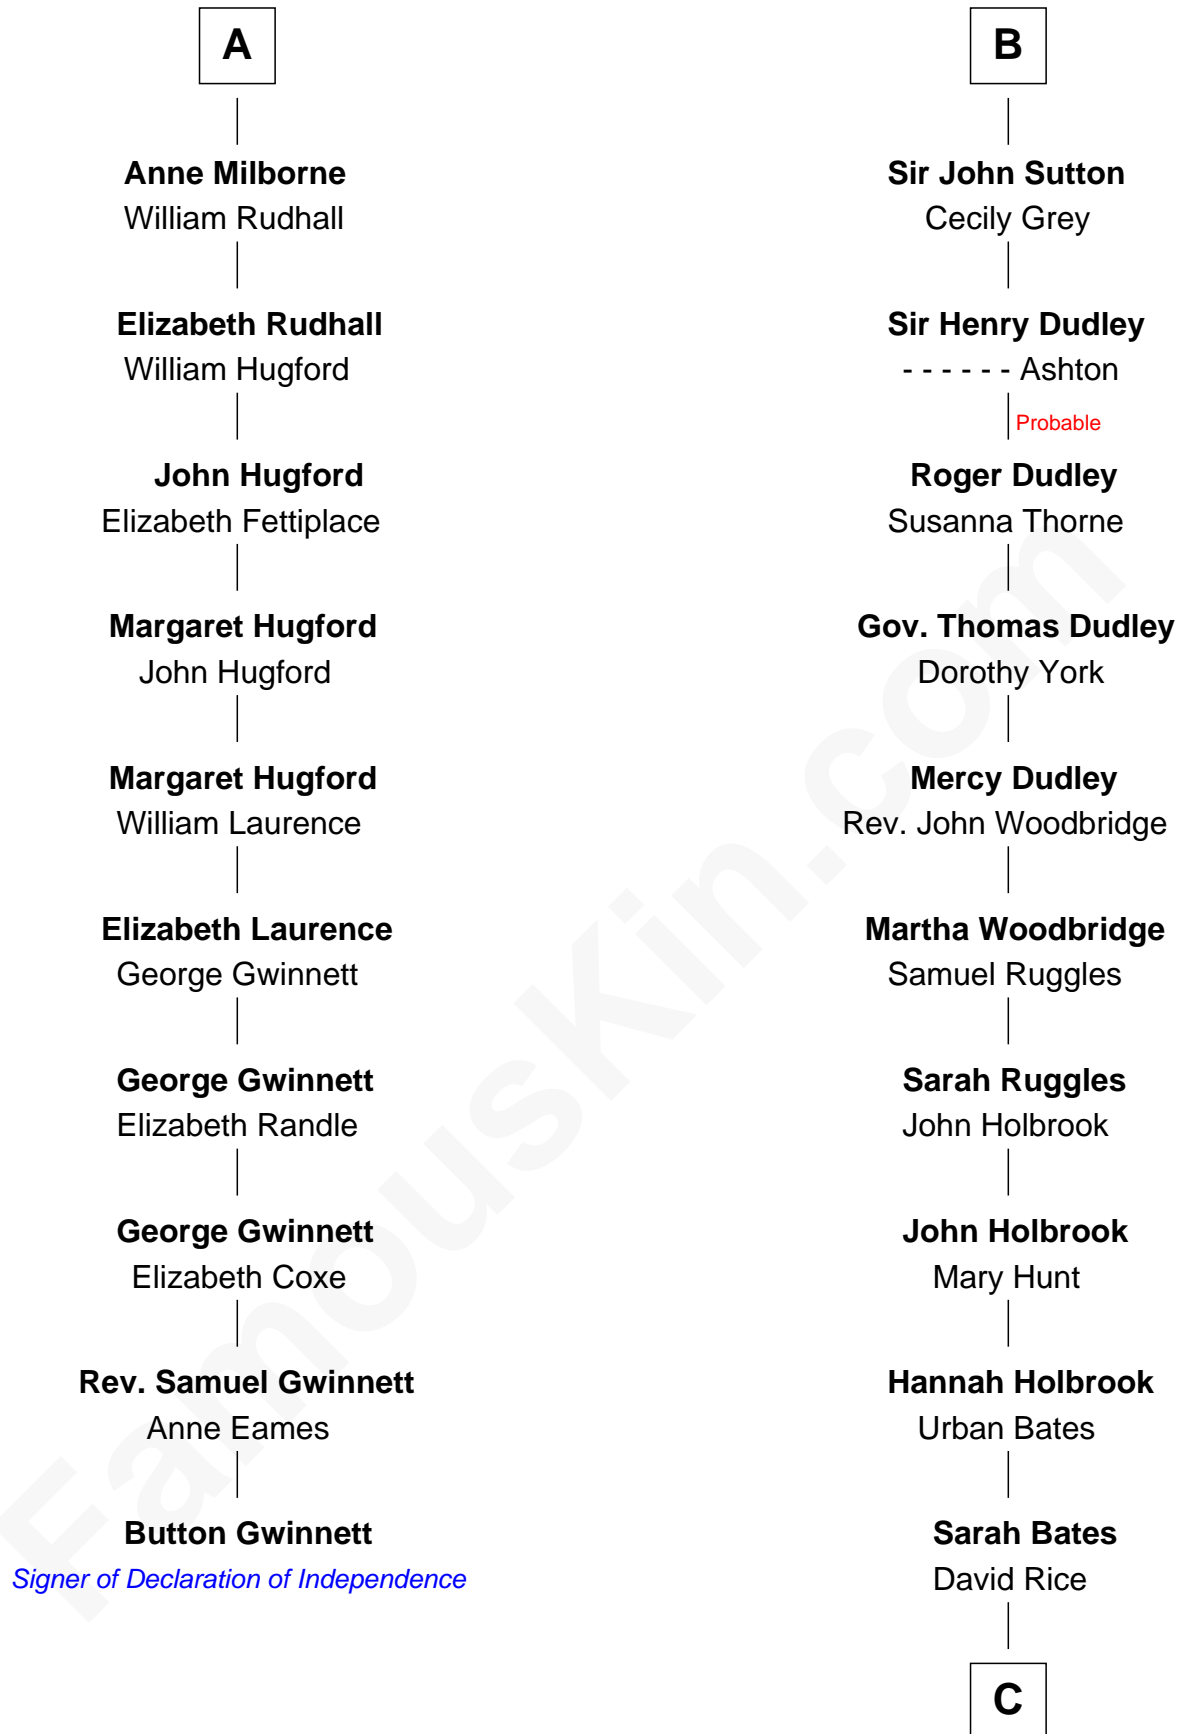 A
Anne Milborne
William Rudhall
Elizabeth Rudhall
William Hugford
John Hugford
Elizabeth Fettiplace
Margaret Hugford
John Hugford
Margaret Hugford
William Laurence
Elizabeth Laurence
George Gwinnett
George Gwinnett
Elizabeth Randle
George Gwinnett
Elizabeth Coxe
Rev. Samuel Gwinnett
Anne Eames
Button Gwinnett
Signer of Declaration of Independence
B
Sir John Sutton
Cecily Grey
Sir Henry Dudley
- - - - - - Ashton
Probable
Roger Dudley
Susanna Thorne
Gov. Thomas Dudley
Dorothy York
Mercy Dudley
Rev. John Woodbridge
Martha Woodbridge
Samuel Ruggles
Sarah Ruggles
John Holbrook
John Holbrook
Mary Hunt
Hannah Holbrook
Urban Bates
Sarah Bates
David Rice
C
FamousKin.com